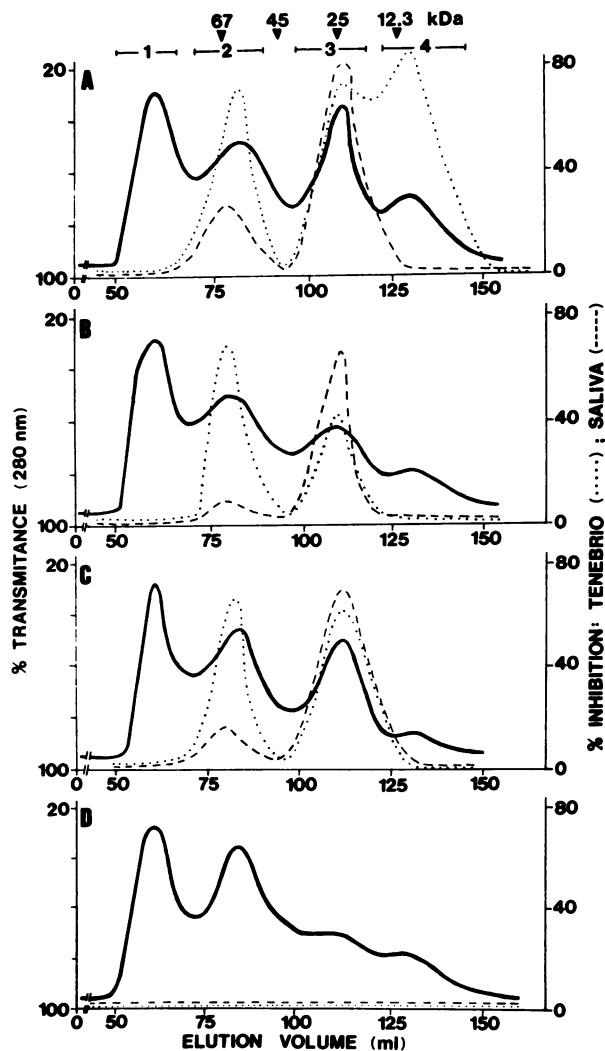 67 45 25 12.3 kDa
1 2 3 4
A
20
100
80
40
0
0 50 75 100 125 150
B
20
100
80
40
0
0 50 75 100 125 150
C
20
100
80
40
0
0 50 75 100 125 150
D
20
100
80
40
0
0 50 75 100 125 150
ELUTION VOLUME (ml)
% TRANSMITANCE (280 nm)
% INHIBITION: TENEBRIO (.....) ; SALIVA (-----)